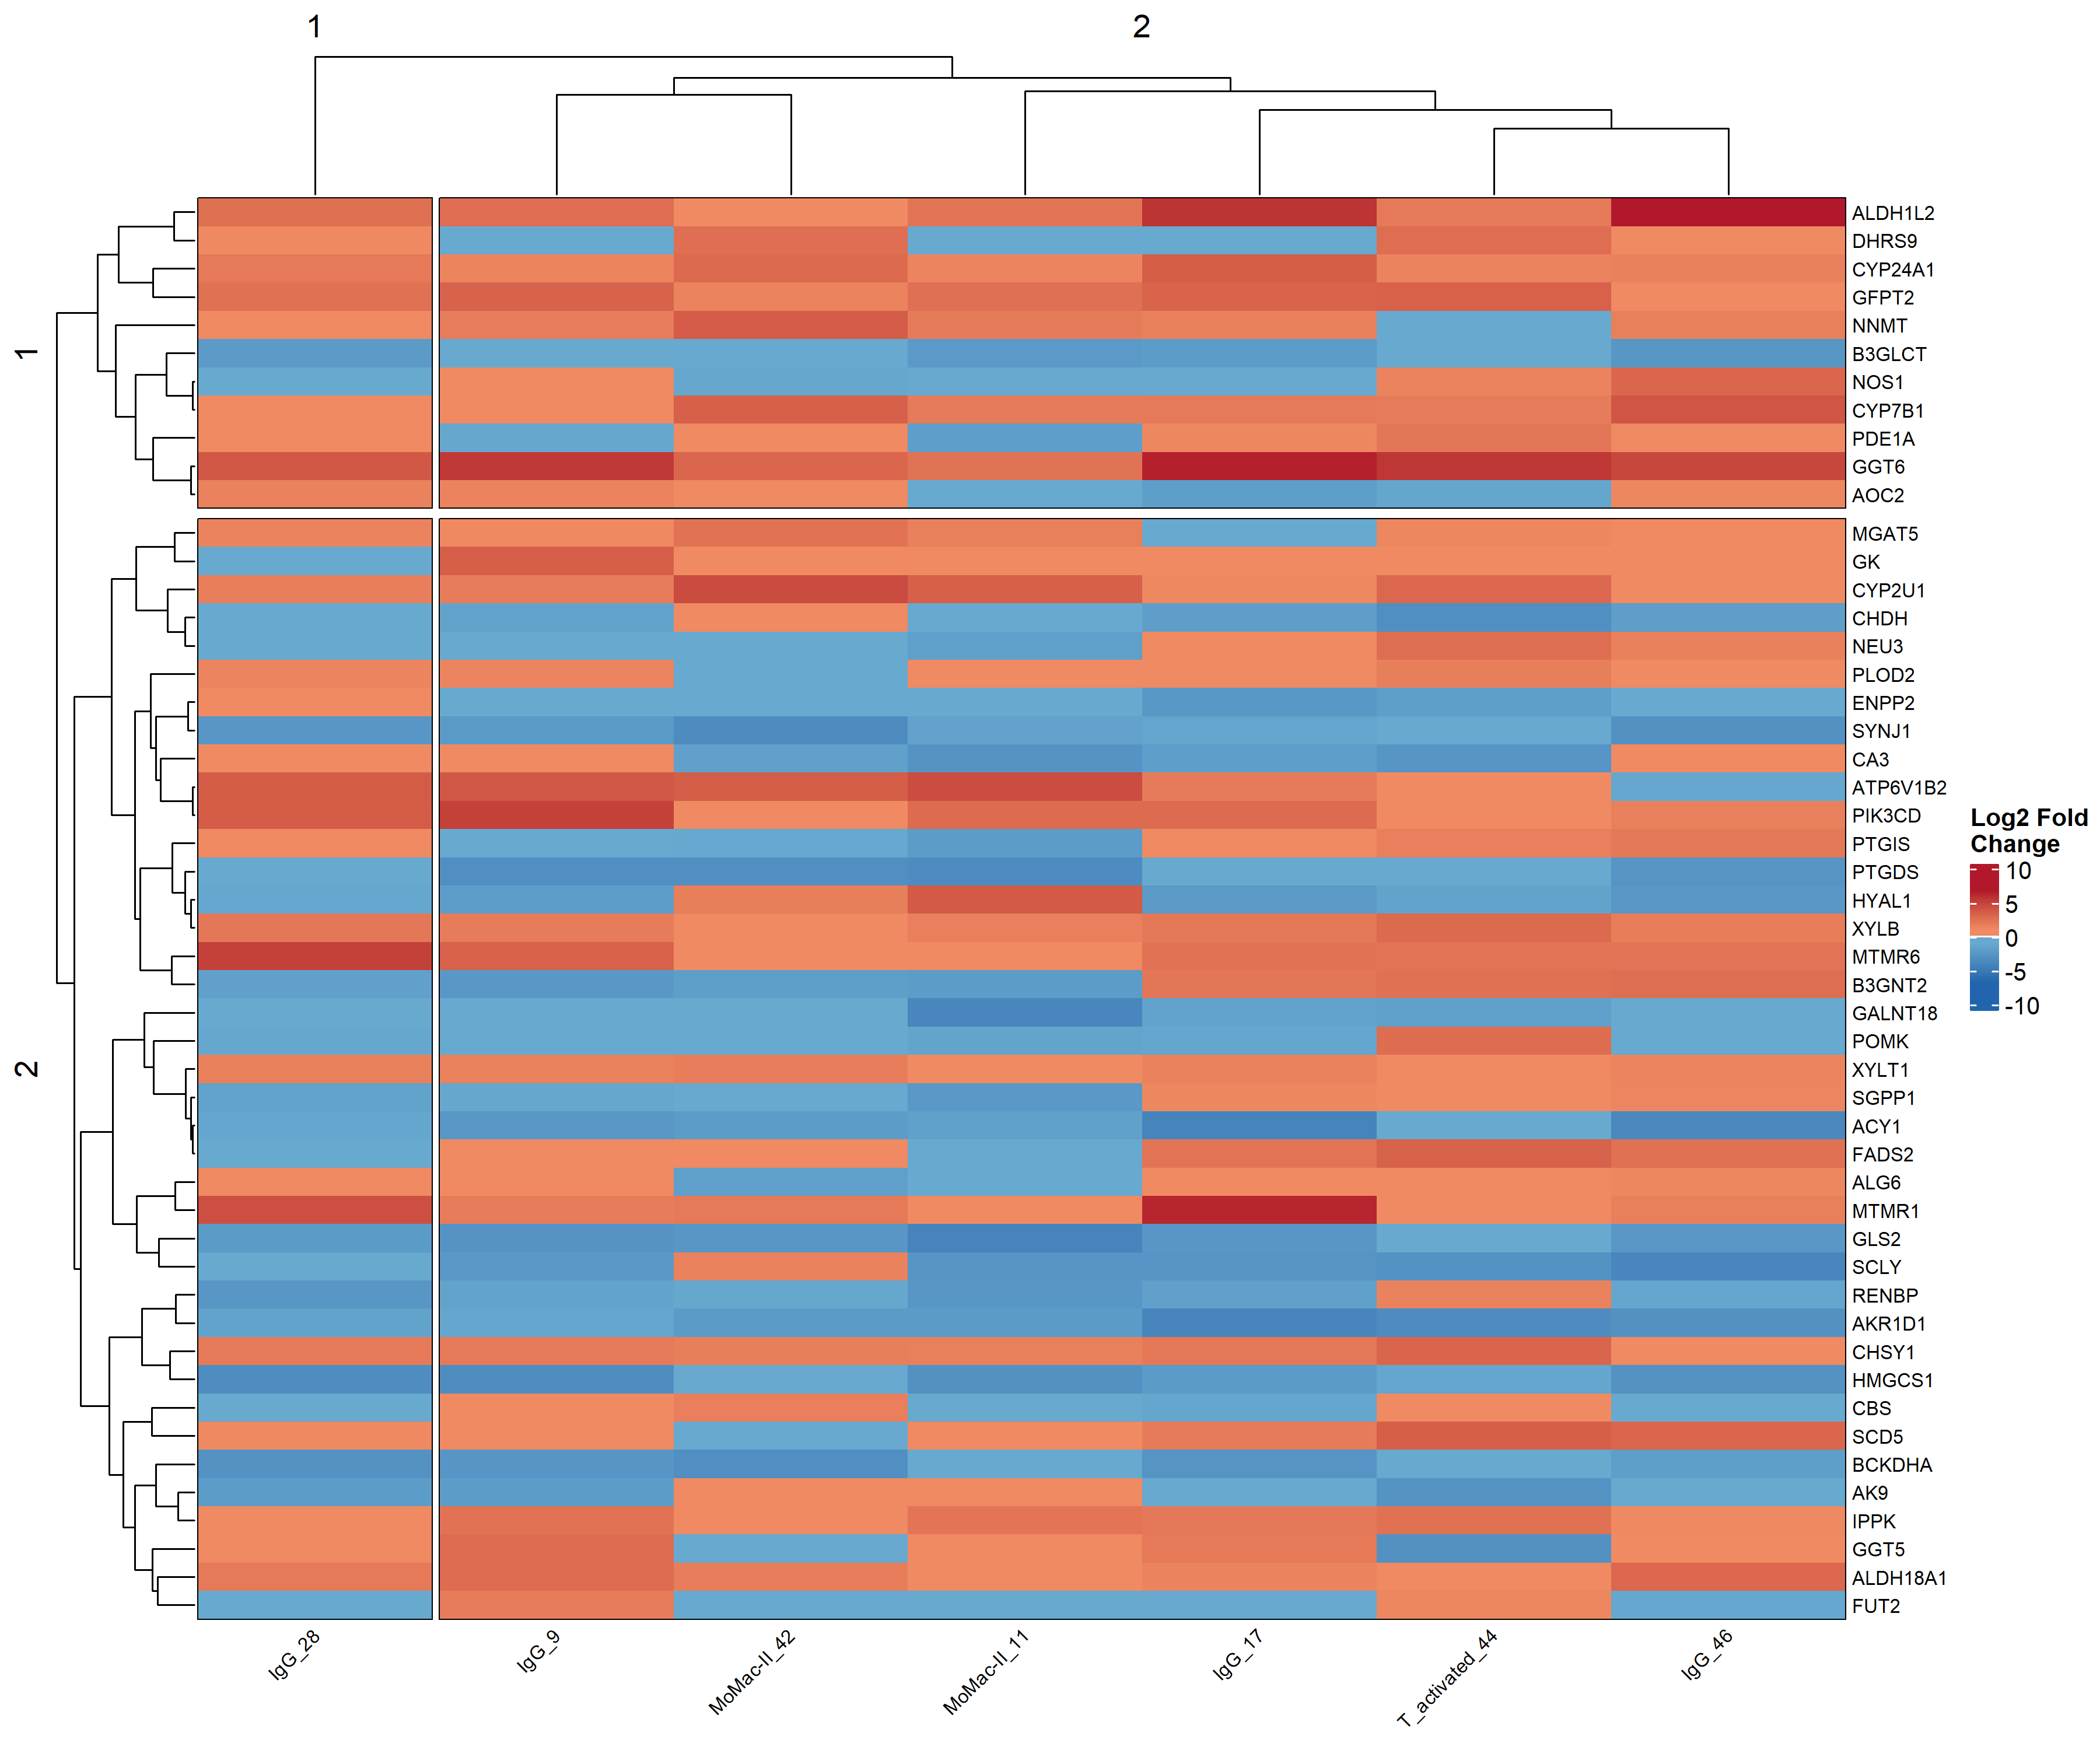 1
2
1
2
ALDH1L2
DHRS9
CYP24A1
GFPT2
NNMT
B3GLCT
NOS1
CYP7B1
PDE1A
GGT6
AOC2
MGAT5
GK
CYP2U1
CHDH
NEU3
PLOD2
ENPP2
SYNJ1
CA3
ATP6V1B2
PIK3CD
PTGIS
PTGDS
HYAL1
XYLB
MTMR6
B3GNT2
GALNT18
POMK
XYLT1
SGPP1
ACY1
FADS2
ALG6
MTMR1
GLS2
SCLY
RENBP
AKR1D1
CHSY1
HMGCS1
CBS
SCD5
BCKDHA
AK9
IPPK
GGT5
ALDH18A1
FUT2
IgG_28
IgG_9
MoMac-II_42
MoMac-II_11
IgG_17
T_activated_44
IgG_46
Log2 Fold
Change
10
5
0
-5
-10